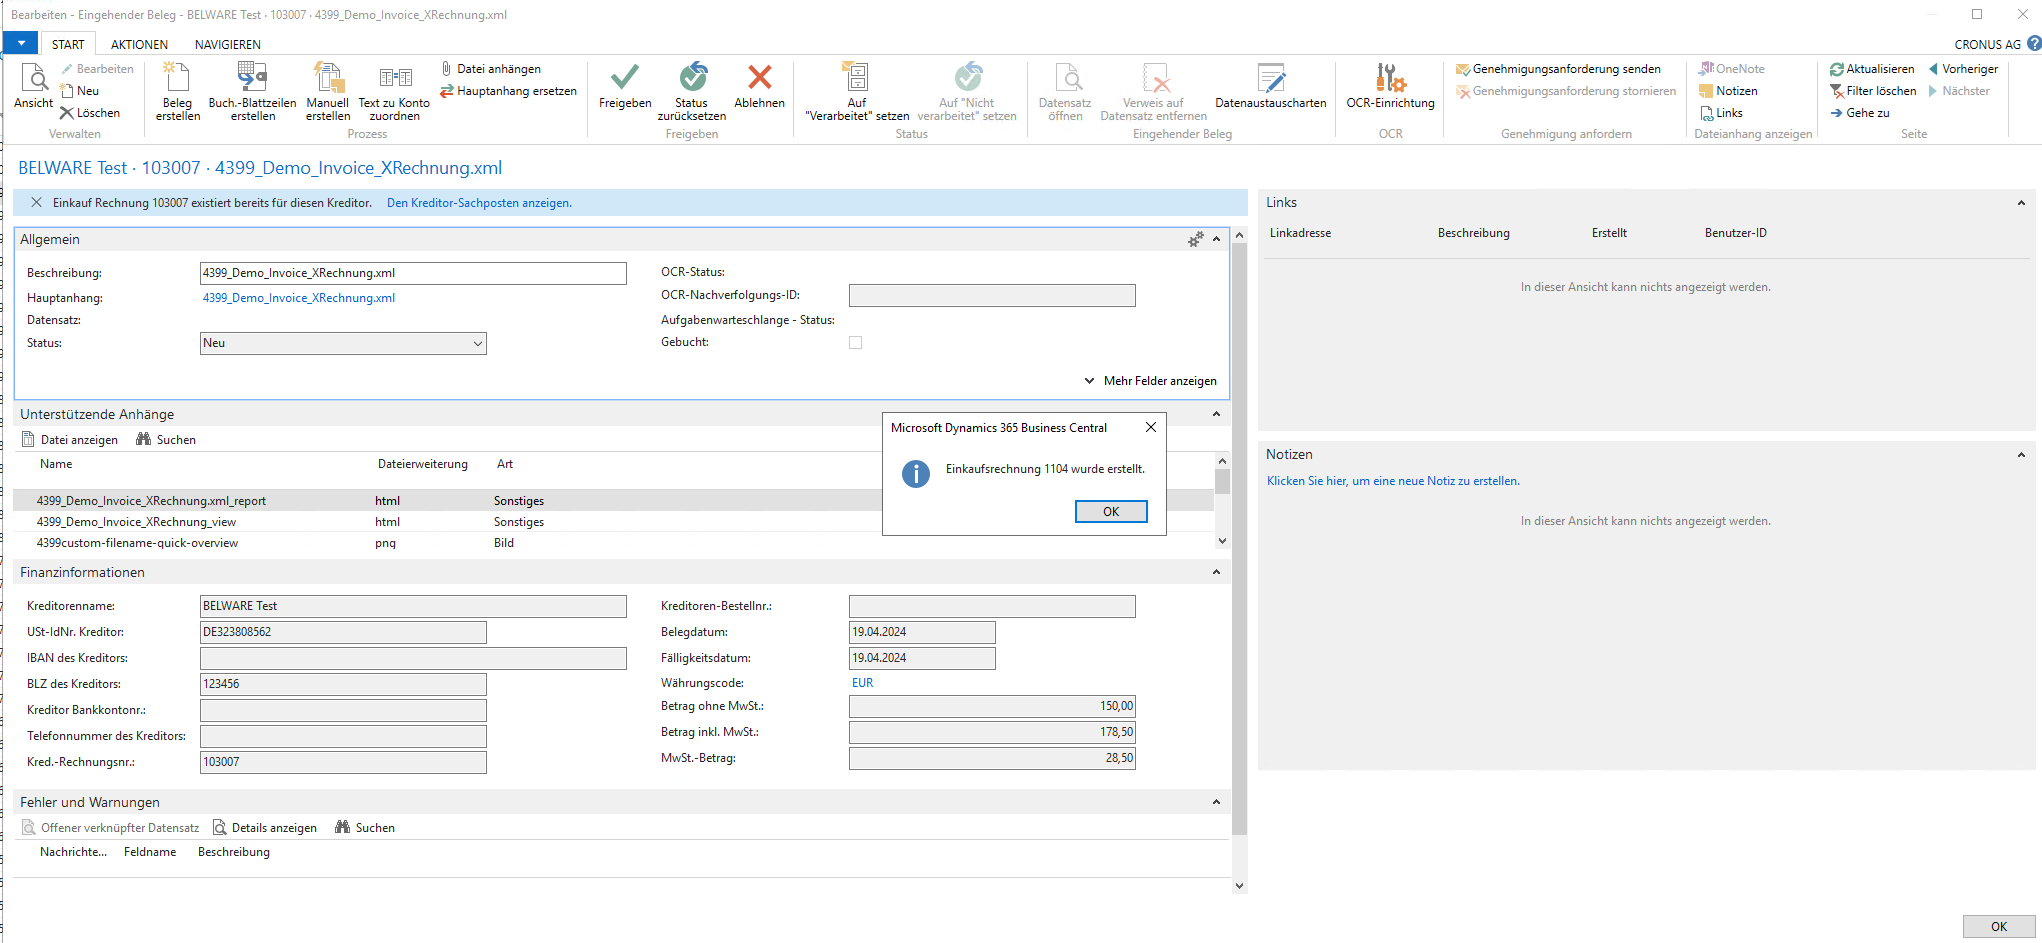 Bearbeiten - Eingehender Beleg - BELWARE Test · 103007 · 4399_Demo_Invoice_XRechnung.xml
START AKTIONEN NAVIGIEREN CRONUS AG ?
Ansicht
Bearbeiten
Neu
Löschen
Verwalten
Beleg erstellen
Buch.-Blattzeilen erstellen
Manuell erstellen
Text zu Konto zuordnen
Datei anhängen
Hauptanhang ersetzen
Prozess
Freigeben
Status zurücksetzen
Ablehnen
Freigeben
Auf "Verarbeitet" setzen
Auf "Nicht verarbeitet" setzen
Status
Datensatz öffnen
Verweis auf Datensatz entfernen
Datenaustauscharten
Eingehender Beleg
OCR-Einrichtung
OCR
Genehmigungsanforderung senden
Genehmigungsanforderung stornieren
Genehmigung anfordern
OneNote
Notizen
Links
Dateianhang anzeigen
Aktualisieren
Filter löschen
Gehe zu
Vorheriger
Nächster
Seite
BELWARE Test · 103007 · 4399_Demo_Invoice_XRechnung.xml
Einkauf Rechnung 103007 existiert bereits für diesen Kreditor. Den Kreditor-Sachposten anzeigen.
Allgemein
Beschreibung: 4399_Demo_Invoice_XRechnung.xml
Hauptanhang: 4399_Demo_Invoice_XRechnung.xml
Datensatz:
Status: Neu
OCR-Status:
OCR-Nachverfolgungs-ID:
Aufgabenwarteschlange - Status:
Gebucht:
Mehr Felder anzeigen
Unterstützende Anhänge
Datei anzeigen Suchen
Name Dateierweiterung Art
4399_Demo_Invoice_XRechnung.xml_report html Sonstiges
4399_Demo_Invoice_XRechnung_view html Sonstiges
4399custom-filename-quick-overview png Bild
Microsoft Dynamics 365 Business Central
Einkaufsrechnung 1104 wurde erstellt.
OK
Finanzinformationen
Kreditorenname: BELWARE Test
USt-IdNr. Kreditor: DE323808562
IBAN des Kreditors:
BLZ des Kreditors: 123456
Kreditor Bankkontonr.:
Telefonnummer des Kreditors:
Kred.-Rechnungsnr.: 103007
Kreditoren-Bestellnr.:
Belegdatum: 19.04.2024
Fälligkeitsdatum: 19.04.2024
Währungscode: EUR
Betrag ohne MwSt.: 150,00
Betrag inkl. MwSt.: 178,50
MwSt.-Betrag: 28,50
Fehler und Warnungen
Offener verknüpfter Datensatz Details anzeigen Suchen
Nachrichte... Feldname Beschreibung
Links
Linkadresse Beschreibung Erstellt Benutzer-ID
In dieser Ansicht kann nichts angezeigt werden.
Notizen
Klicken Sie hier, um eine neue Notiz zu erstellen.
In dieser Ansicht kann nichts angezeigt werden.
OK